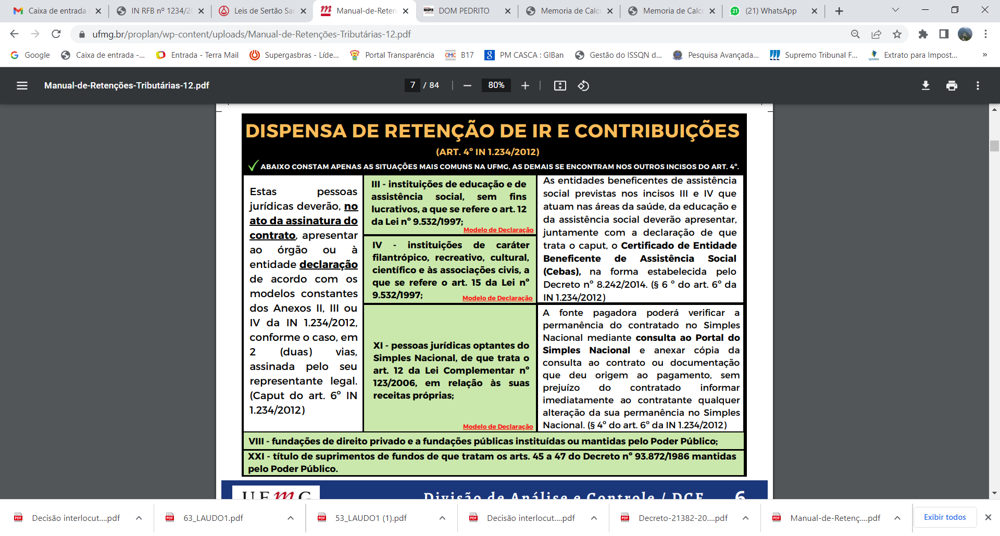 Caixa de entrada
IN RFB nº 1234/20
Leis de Sertão Sa
Manual-de-Reten
DOM PEDRITO
Memoria de Calc
Memoria de Calc
(21) WhatsApp
ufmg.br/proplan/wp-content/uploads/Manual-de-Retenções-Tributárias-12.pdf
Google
Caixa de entrada -...
Entrada - Terra Mail
Supergasbras - Líde...
Portal Transparência
B17
PM CASCA : GIBan
Gestão do ISSQN d...
Pesquisa Avançada...
Supremo Tribunal F...
Extrato para Impost...
»
Manual-de-Retenções-Tributárias-12.pdf
7 / 84
80%
DISPENSA DE RETENÇÃO DE IR E CONTRIBUIÇÕES
(ART. 4º IN 1.234/2012)
ABAIXO CONSTAM APENAS AS SITUAÇÕES MAIS COMUNS NA UFMG, AS DEMAIS SE ENCONTRAM NOS OUTROS INCISOS DO ART. 4º.
Estas pessoas
jurídicas deverão, no
ato da assinatura do
contrato, apresentar
ao órgão ou à
entidade declaração
de acordo com os
modelos constantes
dos Anexos II, III ou
IV da IN 1.234/2012,
conforme o caso, em
2 (duas) vias,
assinada pelo seu
representante legal.
(Caput do art. 6º IN
1.234/2012)
III - instituições de educação e de
assistência social, sem fins
lucrativos, a que se refere o art. 12
da Lei nº 9.532/1997;
Modelo de Declaração
IV - instituições de caráter
filantrópico, recreativo, cultural,
científico e às associações civis, a
que se refere o art. 15 da Lei nº
9.532/1997;
Modelo de Declaração
As entidades beneficentes de assistência
social previstas nos incisos III e IV que
atuam nas áreas da saúde, da educação e
da assistência social deverão apresentar,
juntamente com a declaração de que
trata o caput, o Certificado de Entidade
Beneficente de Assistência Social
(Cebas), na forma estabelecida pelo
Decreto nº 8.242/2014. (§ 6 º do art. 6º da
IN 1.234/2012)
XI - pessoas jurídicas optantes do
Simples Nacional, de que trata o
art. 12 da Lei Complementar nº
123/2006, em relação às suas
receitas próprias;
Modelo de Declaração
A fonte pagadora poderá verificar a
permanência do contratado no Simples
Nacional mediante consulta ao Portal do
Simples Nacional e anexar cópia da
consulta ao contrato ou documentação
que deu origem ao pagamento, sem
prejuízo do contratado informar
imediatamente ao contratante qualquer
alteração da sua permanência no Simples
Nacional. (§ 4º do art. 6º da IN 1.234/2012)
VIII - fundações de direito privado e a fundações públicas instituídas ou mantidas pelo Poder Público;
XXI - título de suprimentos de fundos de que tratam os arts. 45 a 47 do Decreto nº 93.872/1986 mantidas
pelo Poder Público.
UFMG
Divisão de Análise e Controle / DCF
6
Decisão interlocut....pdf
63_LAUDO1.pdf
53_LAUDO1 (1).pdf
Decisão interlocut....pdf
Decreto-21382-20....pdf
Manual-de-Retenç....pdf
Exibir todos